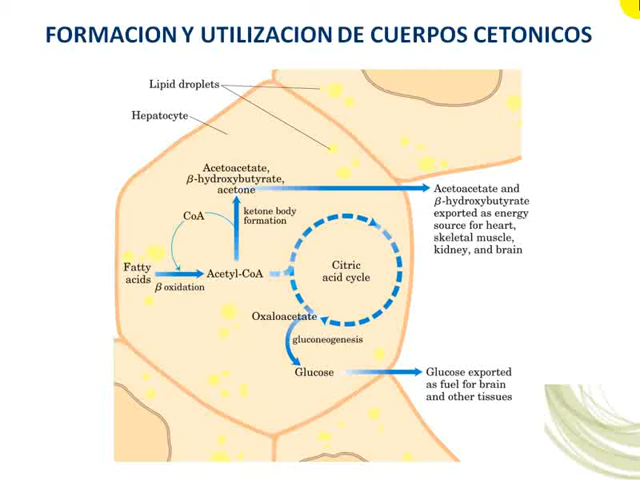 FORMACION Y UTILIZACION DE CUERPOS CETONICOS
Lipid droplets
Hepatocyte
Acetoacetate,
β-hydroxybutyrate,
acetone
Acetoacetate and
β-hydroxybutyrate
exported as energy
source for heart,
skeletal muscle,
kidney, and brain
CoA
ketone body
formation
Fatty
acids
β oxidation
Acetyl-CoA
Citric
acid cycle
Oxaloacetate
gluconeogenesis
Glucose
Glucose exported
as fuel for brain
and other tissues